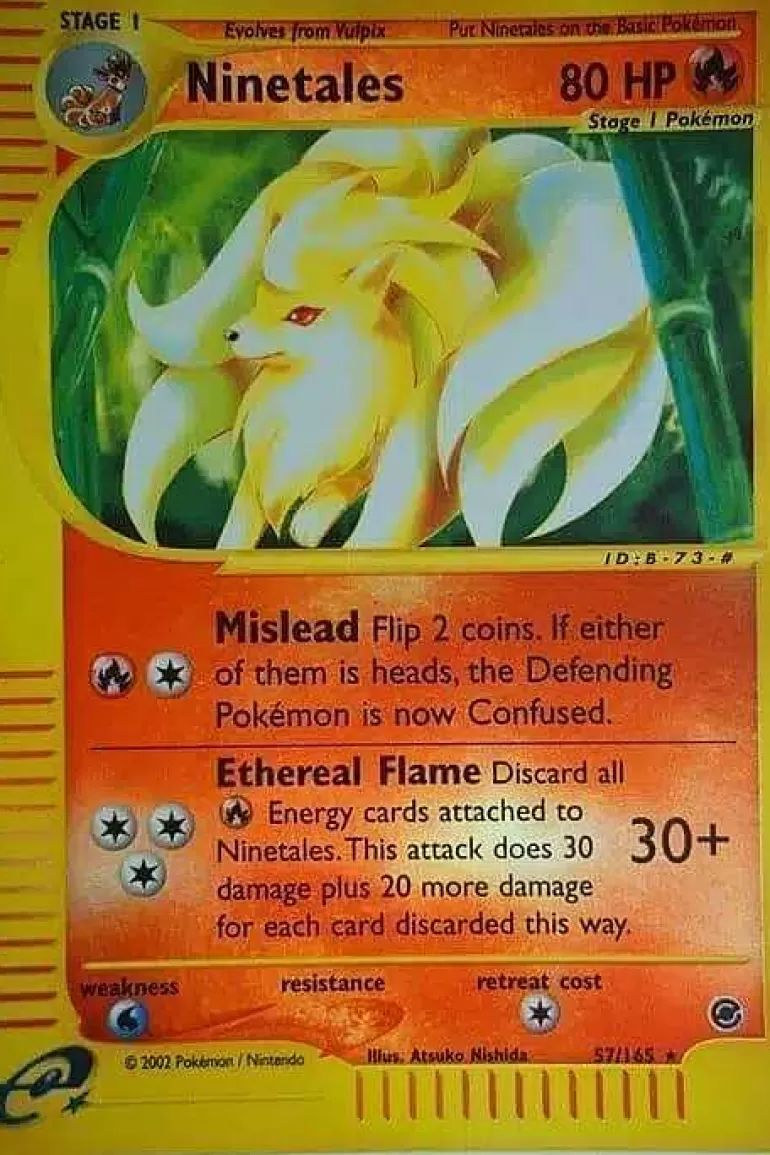 STAGE 1
Evolves from Vulpix
Put Ninetales on the Basic Pokémon
Ninetales 80 HP
Stage 1 Pokémon
ID:B-73-#
Mislead Flip 2 coins. If either
of them is heads, the Defending
Pokémon is now Confused.
Ethereal Flame Discard all
Energy cards attached to
Ninetales. This attack does 30
damage plus 20 more damage
for each card discarded this way.
30+
weakness resistance retreat cost
© 2002 Pokémon / Nintendo Illus. Atsuko Nishida 57/165 ★
e